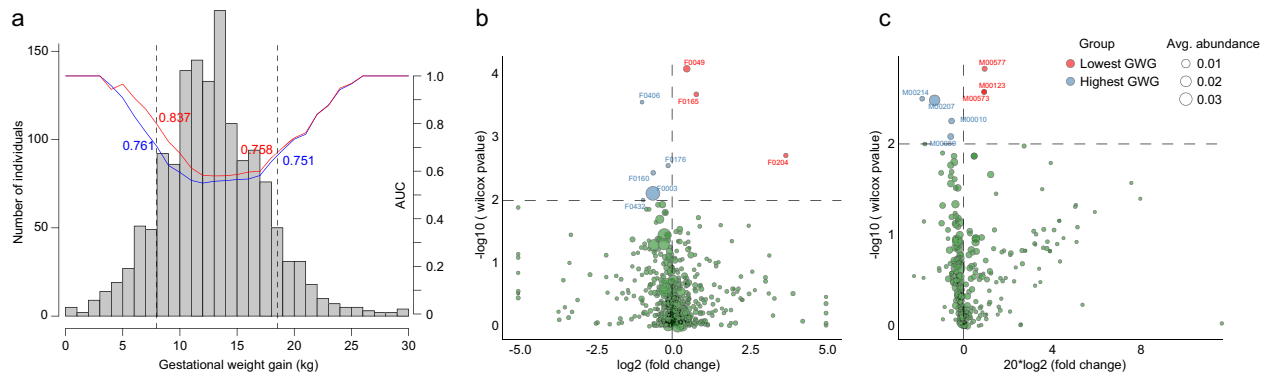 a
150
100
50
0
Number of individuals
0.837
0.761
0.758
0.751
1.0
0.8
0.6
0.4
0.2
0
AUC
0
5
10
15
20
25
30
Gestational weight gain (kg)
b
4
3
2
1
0
-log10 ( wilcox pvalue)
F0049
F0406
F0165
F0176
F0204
F0160
F0003
F0432
-5.0
-2.5
0.0
2.5
5.0
log2 (fold change)
c
4
3
2
1
0
-log10 ( wilcox pvalue)
M00577
M00214
M00123
M00207
M00573
M00010
0
4
8
20*log2 (fold change)
Group
Lowest GWG
Highest GWG
Avg. abundance
0.01
0.02
0.03